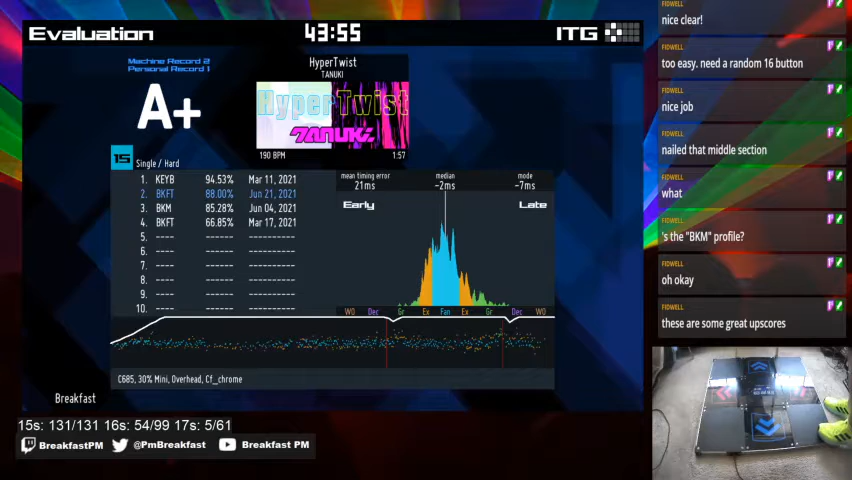 Evaluation
43:55
ITG
Machine Record 2
Personal Record 1
A+
HyperTwist
TANUKI
HyperTwist
TANUKI
190 BPM
1:57
15
Single / Hard
1. KEYB 94.53% Mar 11, 2021
2. BKFT 88.00% Jun 21, 2021
3. BKM 85.28% Jun 04, 2021
4. BKFT 66.85% Mar 17, 2021
5. ---- ------ ----------
6. ---- ------ ----------
7. ---- ------ ----------
8. ---- ------ ----------
9. ---- ------ ----------
10. ---- ------ ----------
mean timing error
21ms
median
-2ms
mode
-7ms
Early
Late
WO Dec Gr Ex Fan Ex Gr Dec WO
C685, 30% Mini, Overhead, Cf_chrome
Breakfast
15s: 131/131 16s: 54/99 17s: 5/61
BreakfastPM
@PmBreakfast
Breakfast PM
FIDWELL
nice clear!
FIDWELL
too easy. need a random 16 button
FIDWELL
nice job
FIDWELL
nailed that middle section
FIDWELL
what
FIDWELL
's the "BKM" profile?
FIDWELL
oh okay
FIDWELL
these are some great upscores